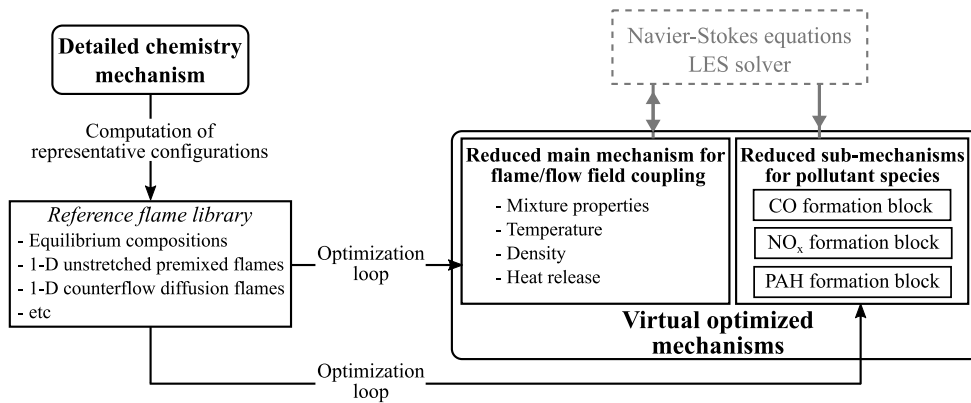 Detailed chemistry
mechanism
Computation of
representative configurations
Reference flame library
- Equilibrium compositions
- 1-D unstretched premixed flames
- 1-D counterflow diffusion flames
- etc
Optimization
loop
Optimization
loop
Navier-Stokes equations
LES solver
Reduced main mechanism for
flame/flow field coupling
- Mixture properties
- Temperature
- Density
- Heat release
Reduced sub-mechanisms
for pollutant species
CO formation block
NOx formation block
PAH formation block
Virtual optimized
mechanisms